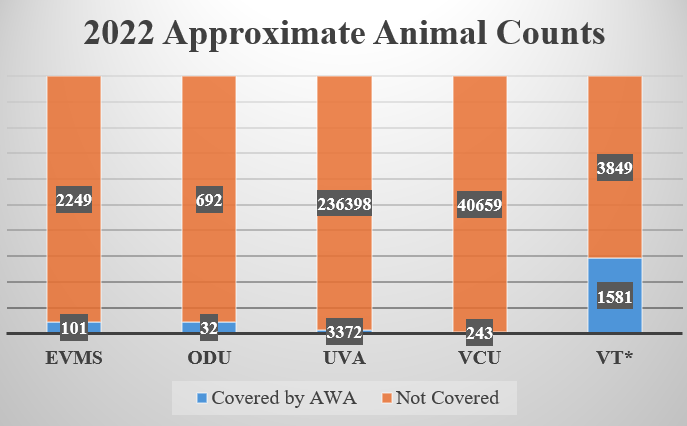 2022 Approximate Animal Counts
2249 692 236398 40659 3849
101 32 3372 243 1581
EVMS ODU UVA VCU VT*
Covered by AWA Not Covered